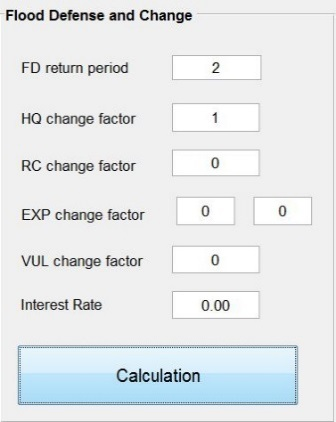 Flood Defense and Change
FD return period 2
HQ change factor 1
RC change factor 0
EXP change factor 0 0
VUL change factor 0
Interest Rate 0.00
Calculation